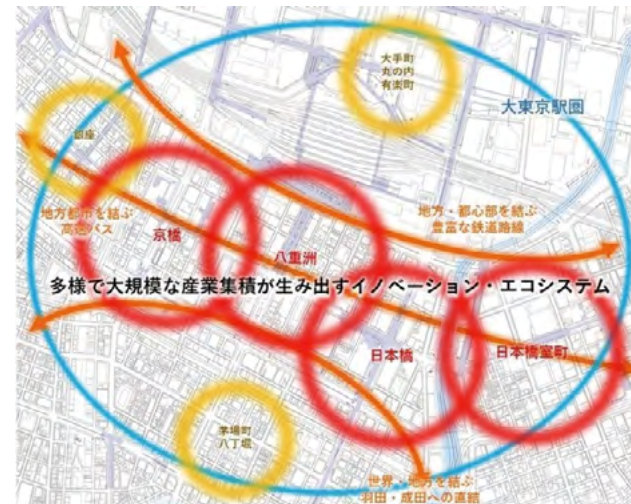 大手町
丸の内
有楽町
大東京駅圏
銀座
地方都市を結ぶ
高速バス
京橋
八重洲
地方・都心部を結ぶ
豊富な鉄道路線
多様で大規模な産業集積が生み出すイノベーション・エコシステム
日本橋
日本橋室町
茅場町
八丁堀
世界・地方を結ぶ
羽田・成田への直結